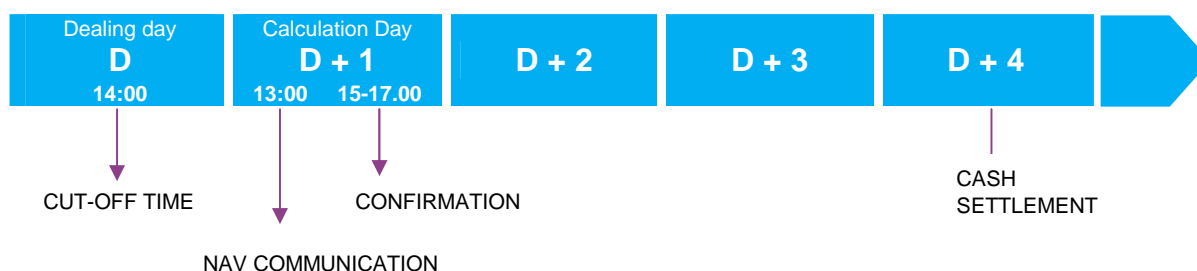 Dealing day
D
14:00
Calculation Day
D + 1
13:00 15-17.00
D + 2
D + 3
D + 4
CUT-OFF TIME
CONFIRMATION
CASH
SETTLEMENT
NAV COMMUNICATION